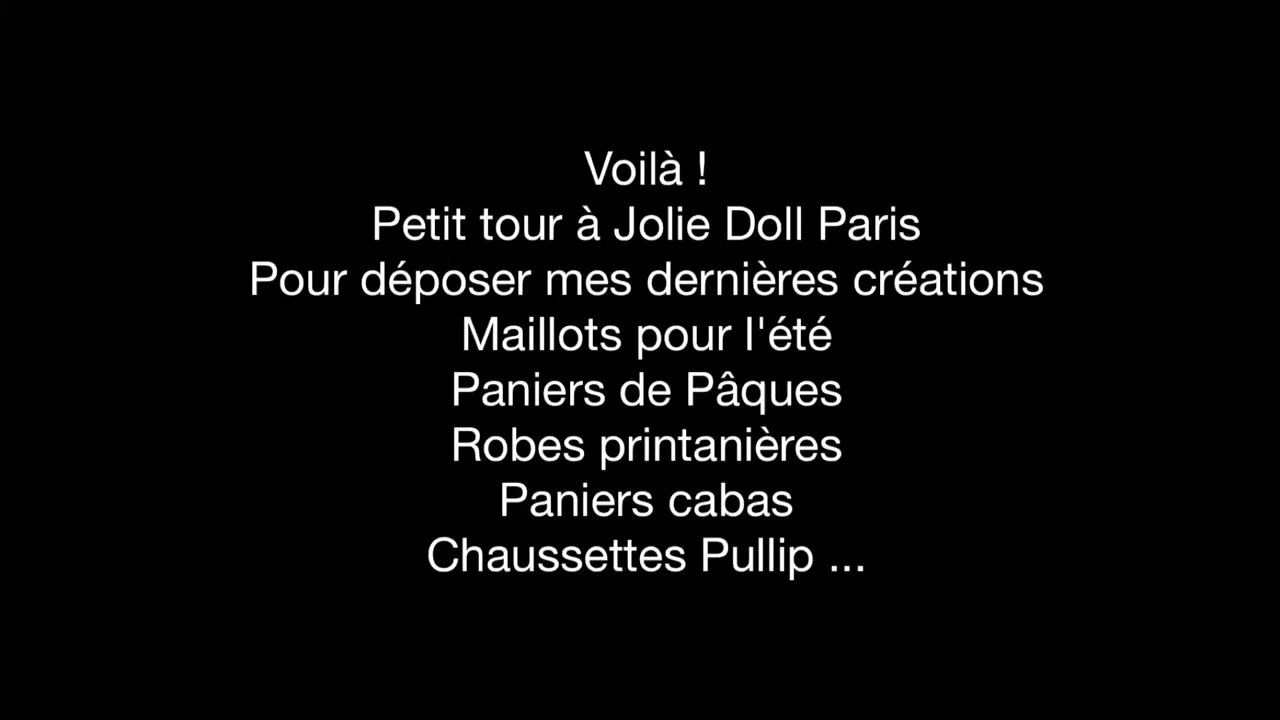 Voilà !
Petit tour à Jolie Doll Paris
Pour déposer mes dernières créations
Maillots pour l'été
Paniers de Pâques
Robes printanières
Paniers cabas
Chaussettes Pullip ...